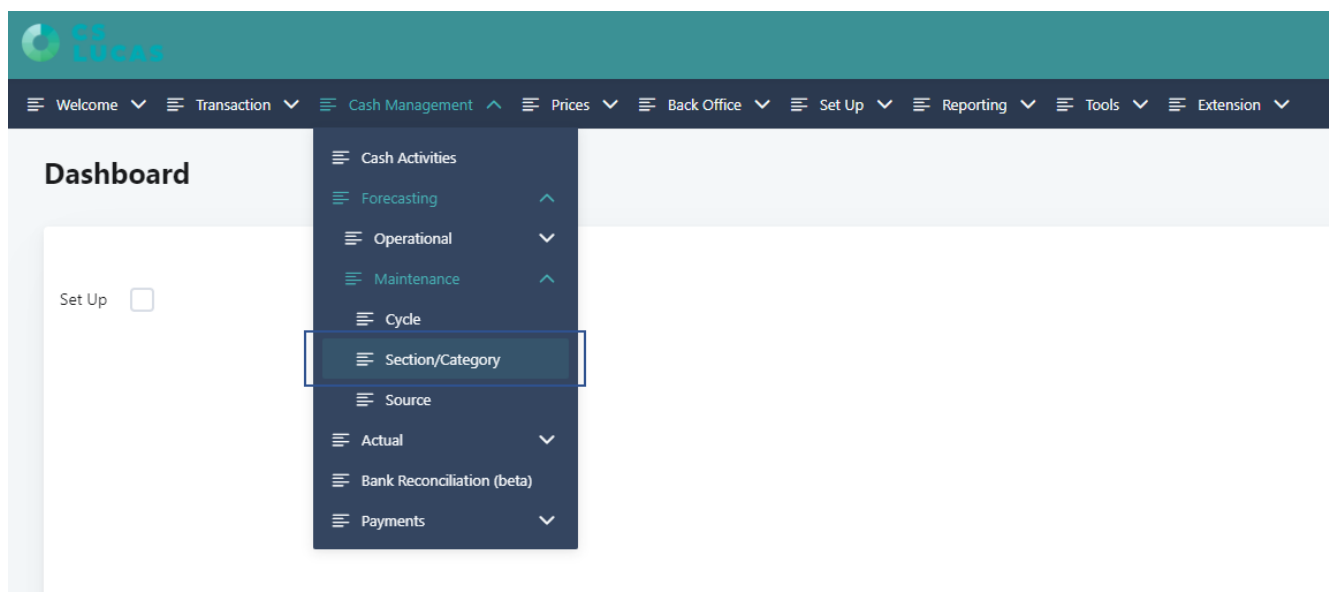 CS
LUCAS
Welcome Transaction Cash Management Prices Back Office Set Up Reporting Tools Extension
Dashboard
Set Up
Cash Activities
Forecasting
Operational
Maintenance
Cycle
Section/Category
Source
Actual
Bank Reconciliation (beta)
Payments